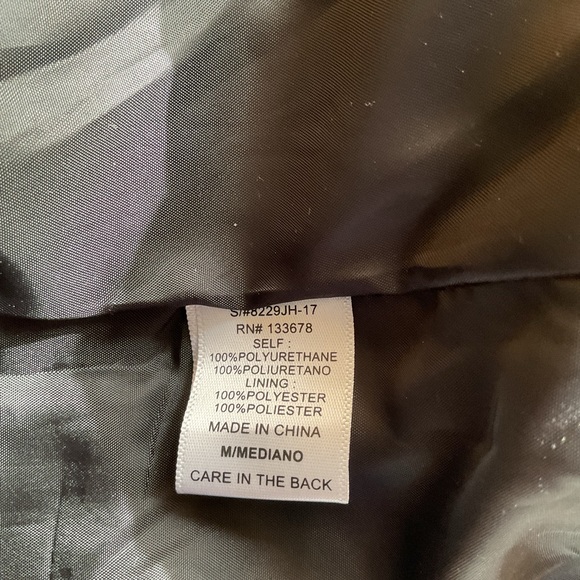 S/#8229JH-17
RN# 133678
SELF :
100%POLYURETHANE
100%POLIURETANO
LINING :
100%POLYESTER
100%POLIESTER
MADE IN CHINA
M/MEDIANO
CARE IN THE BACK